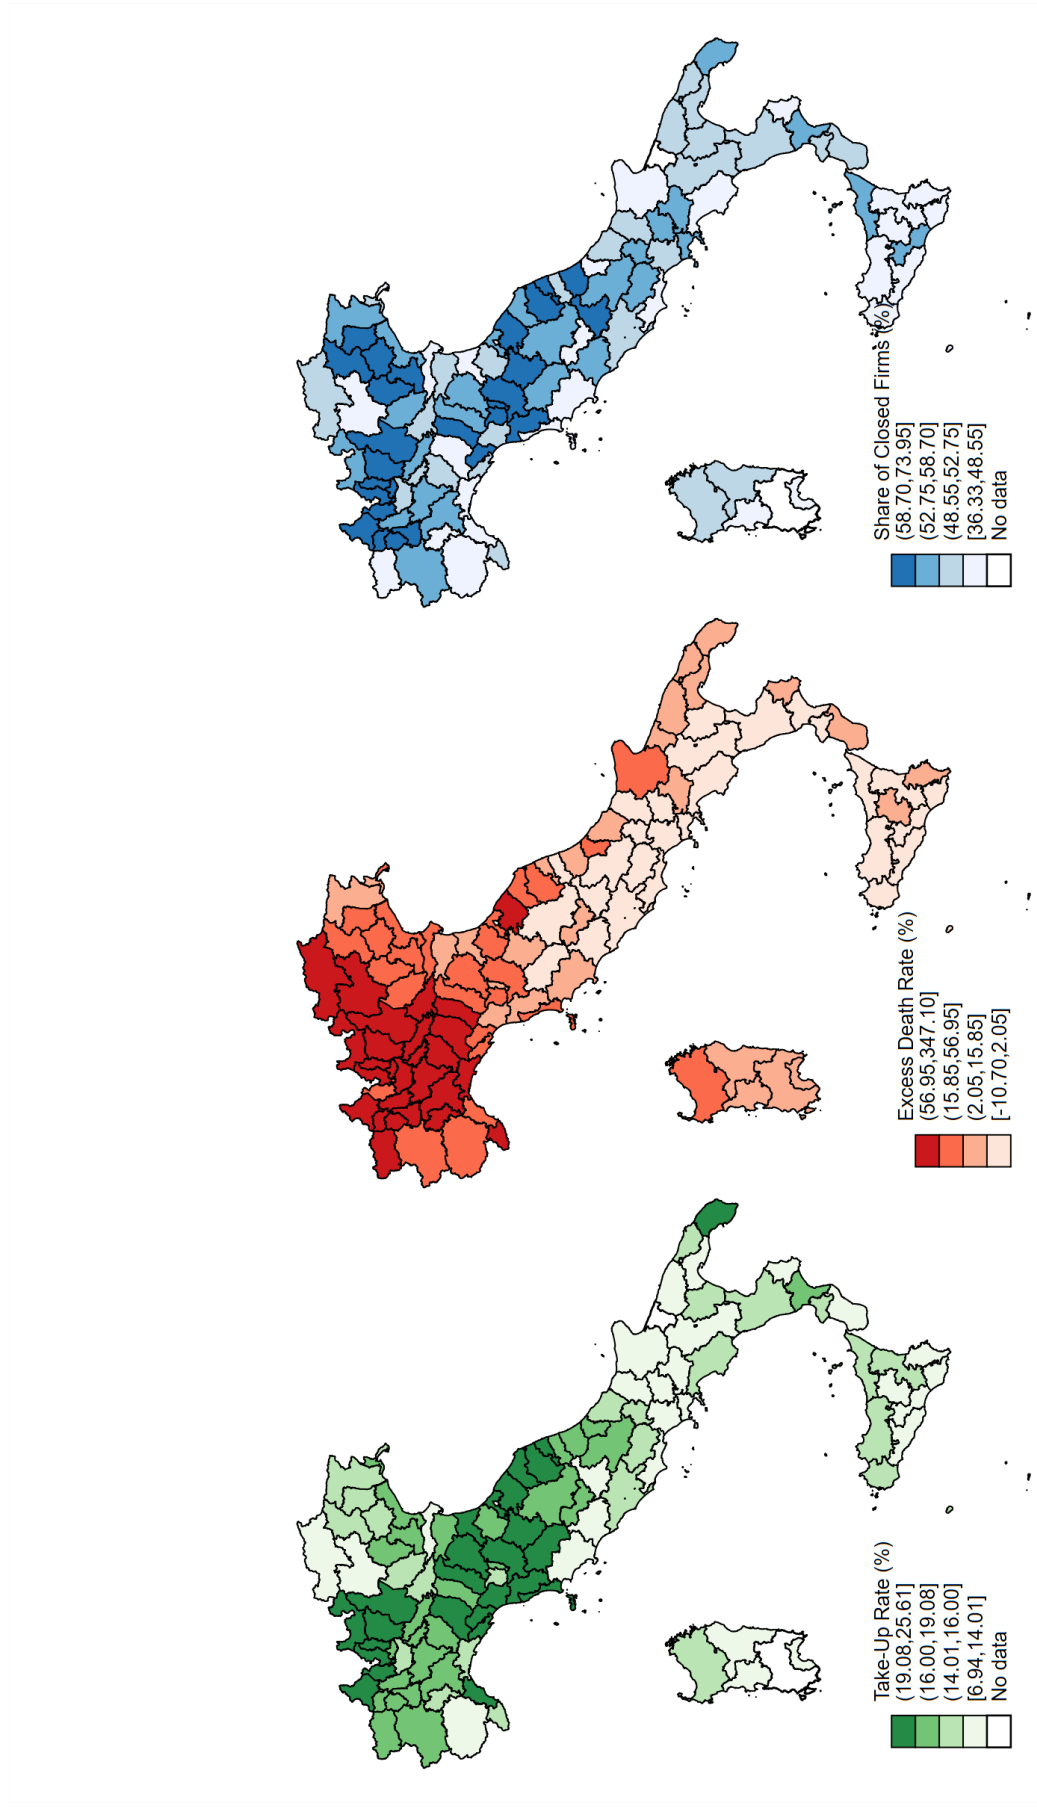 Take-Up Rate (%)
(19.08,25.61]
(16.00,19.08]
(14.01,16.00]
[6.94,14.01]
No data
Excess Death Rate (%)
(56.95,347.10]
(15.85,56.95]
(2.05,15.85]
[-10.70,2.05]
Share of Closed Firms (%)
(58.70,73.95]
(52.75,58.70]
(48.55,52.75]
[36.33,48.55]
No data